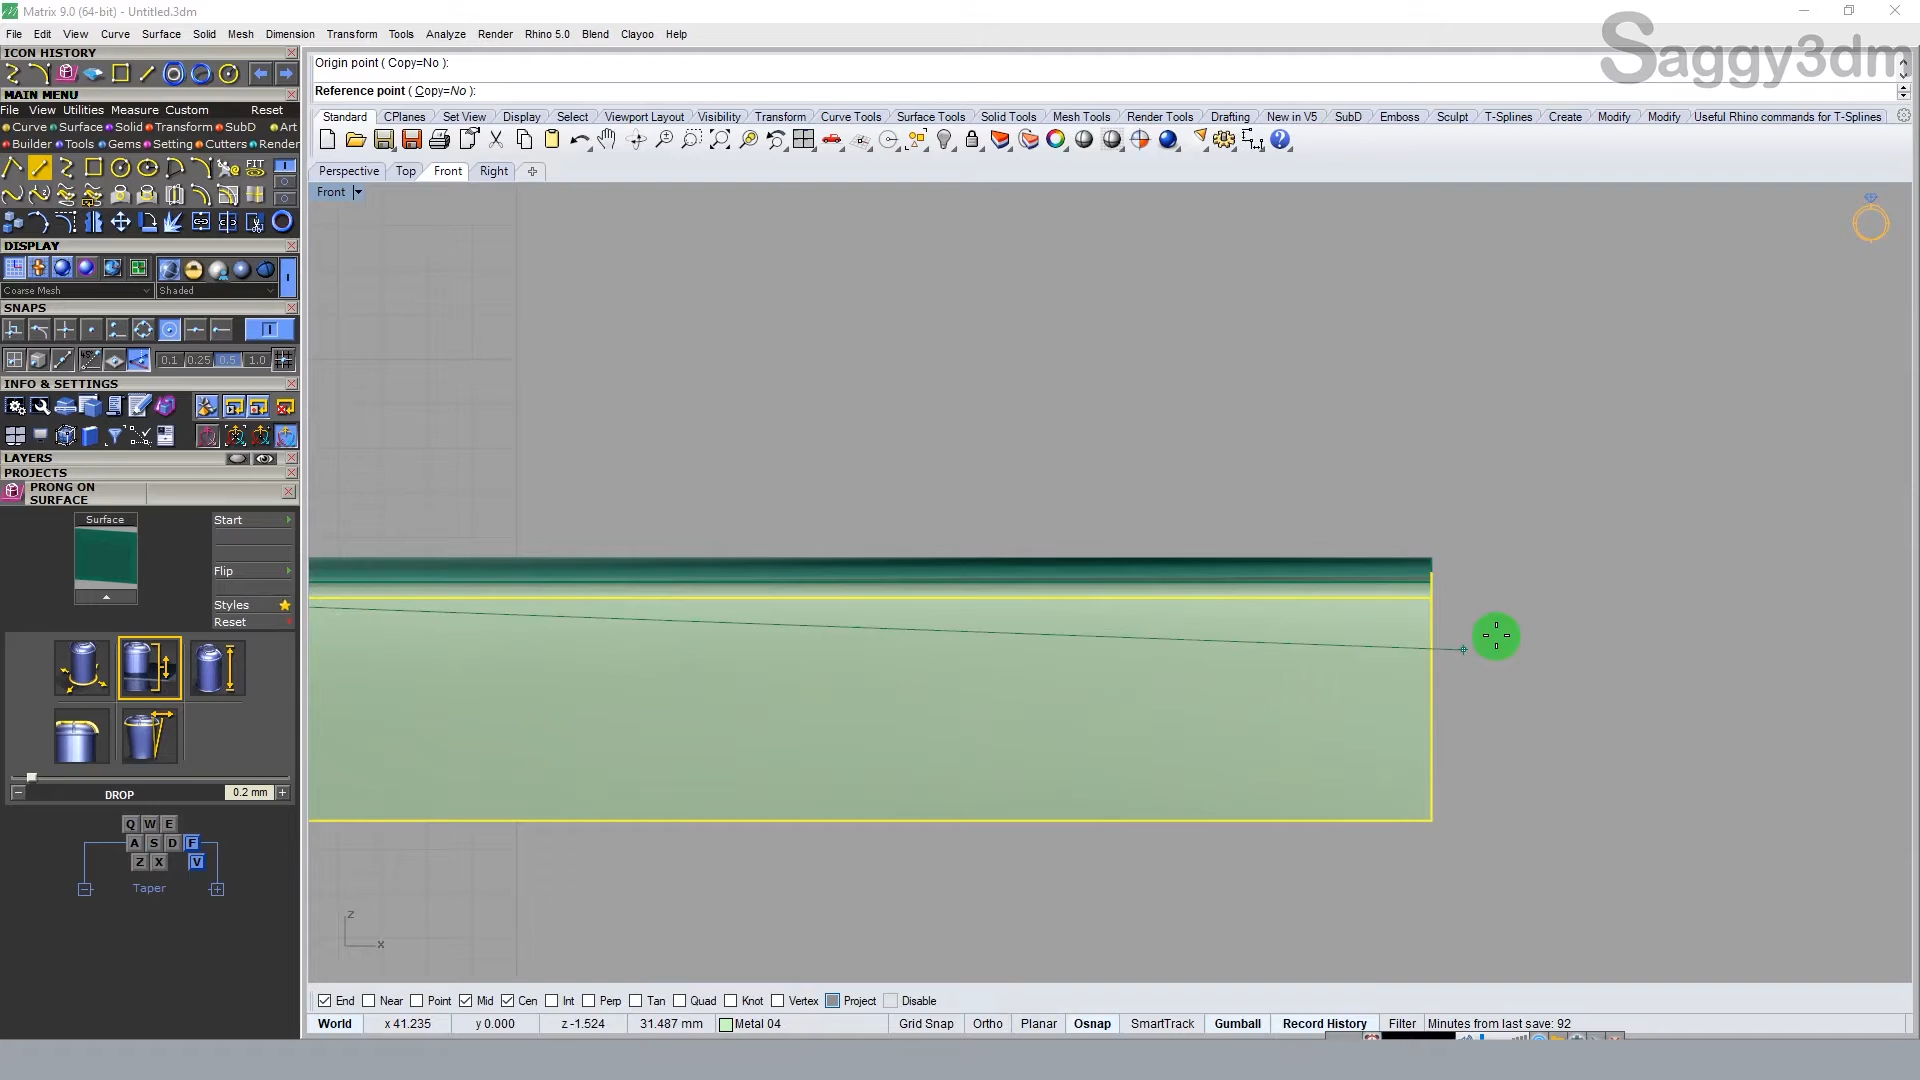 Matrix 9.0 (64-bit) - Untitled.3dm
Saggy3dm
File Edit View Curve Surface Solid Mesh Dimension Transform Tools Analyze Render Rhino 5.0 Blend Clayoo Help
ICON HISTORY
Origin point ( Copy=No ):
Reference point ( Copy=No ):
MAIN MENU
File View Utilities Measure Custom Reset
Curve Surface Solid Transform SubD Art
Builder Tools Gems Setting Cutters Render
Standard CPlanes Set View Display Select Viewport Layout Visibility Transform Curve Tools Surface Tools Solid Tools Mesh Tools Render Tools Drafting New in V5 SubD Emboss Sculpt T-Splines Create Modify Modify Useful Rhino commands for T-Splines
Perspective Top Front Right
Front
FIT
DISPLAY
Coarse Mesh Shaded
SNAPS
0.1 0.25 0.5 1.0
INFO & SETTINGS
LAYERS
PROJECTS
PRONG ON
SURFACE
Surface
Start
Flip
Styles
Reset
DROP 0.2 mm
Q W E
A S D F
Z X V
Taper
z
x
End Near Point Mid Cen Int Perp Tan Quad Knot Vertex Project Disable
World x 41.235 y 0.000 z -1.524 31.487 mm Metal 04 Grid Snap Ortho Planar Osnap SmartTrack Gumball Record History Filter Minutes from last save: 92